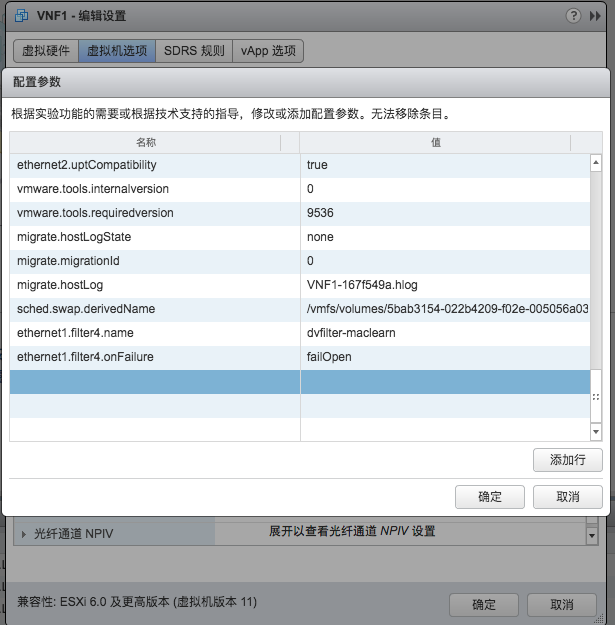 VNF1 - 编辑设置
虚拟硬件 虚拟机选项 SDRS 规则 vApp 选项
配置参数
根据实验功能的需要或根据技术支持的指导，修改或添加配置参数。无法移除条目。
名称 值
ethernet2.uptCompatibility true
vmware.tools.internalversion 0
vmware.tools.requiredversion 9536
migrate.hostLogState none
migrate.migrationId 0
migrate.hostLog VNF1-167f549a.hlog
sched.swap.derivedName /vmfs/volumes/5bab3154-022b4209-f02e-005056a03
ethernet1.filter4.name dvfilter-maclearn
ethernet1.filter4.onFailure failOpen
添加行
确定 取消
光纤通道 NPIV 展开以查看光纤通道 NPIV 设置
兼容性: ESXi 6.0 及更高版本 (虚拟机版本 11)
确定 取消